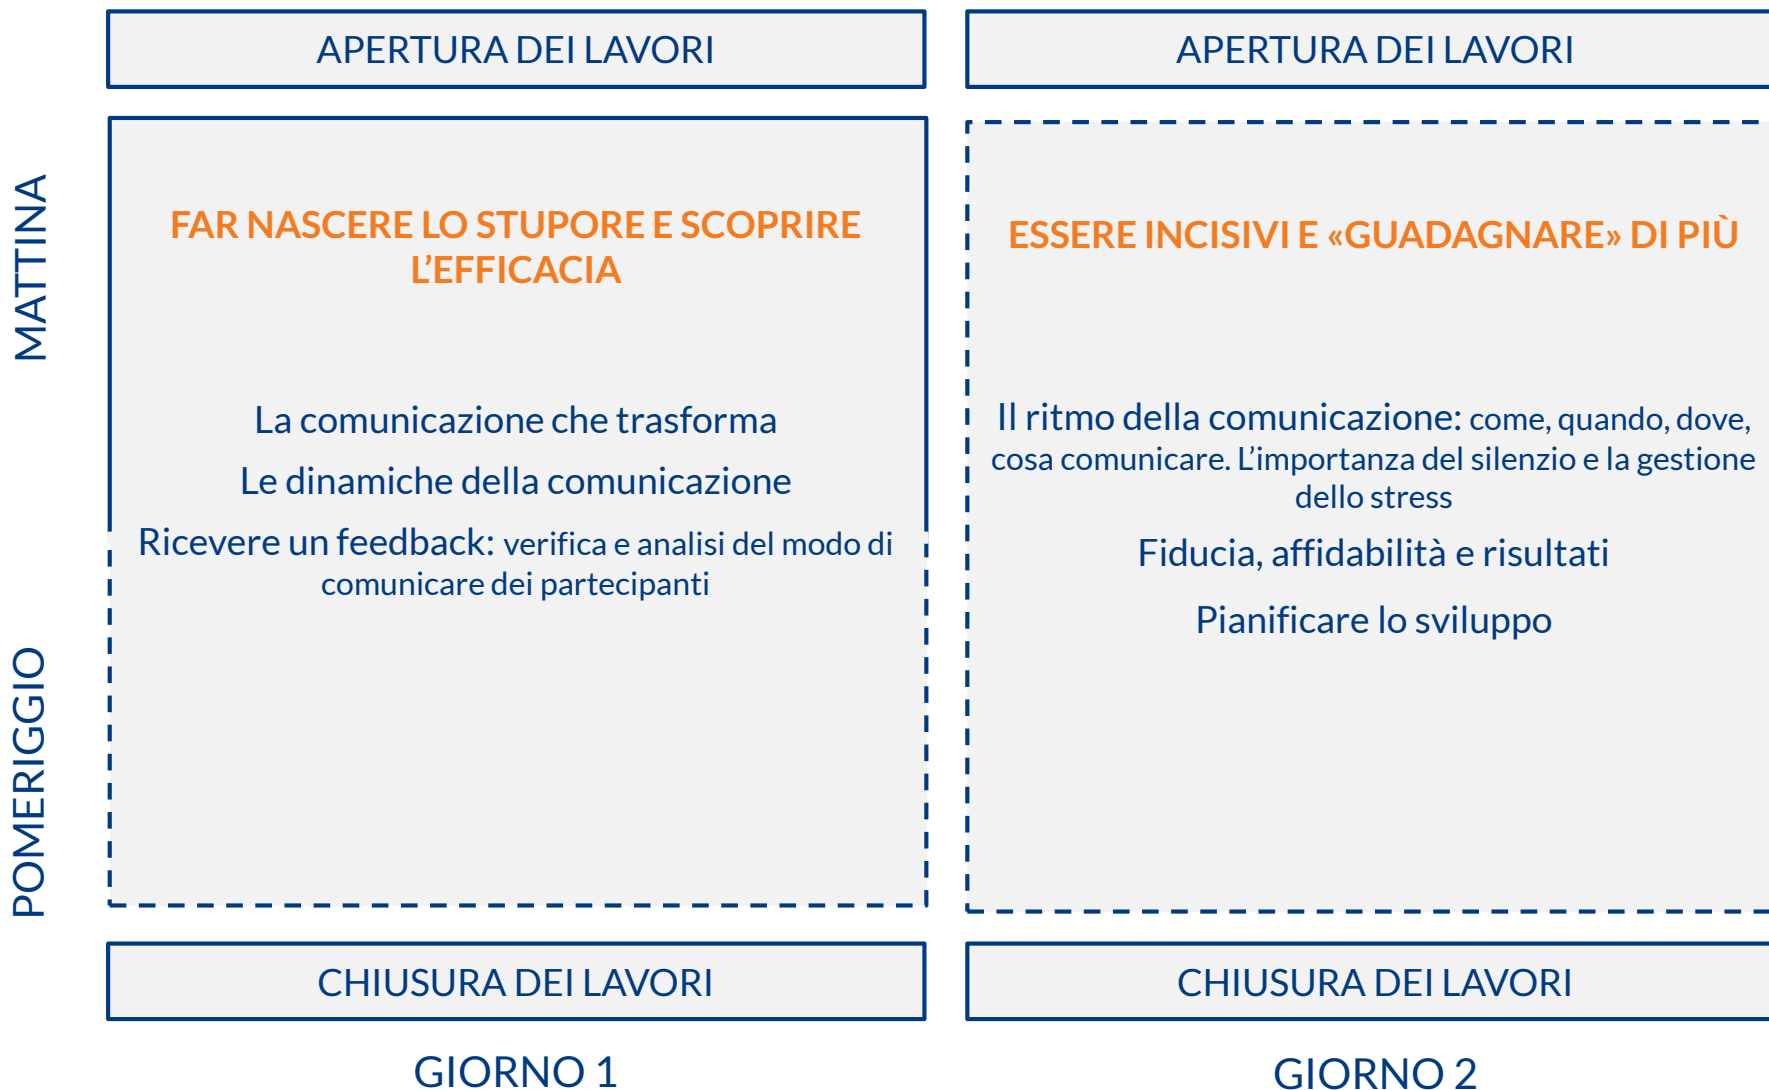 APERTURA DEI LAVORI
APERTURA DEI LAVORI
MATTINA
FAR NASCERE LO STUPORE E SCOPRIRE
L'EFFICACIA
La comunicazione che trasforma
Le dinamiche della comunicazione
Ricevere un feedback: verifica e analisi del modo di
comunicare dei partecipanti
ESSERE INCISIVI E «GUADAGNARE» DI PIÙ
Il ritmo della comunicazione: come, quando, dove,
cosa comunicare. L'importanza del silenzio e la gestione
dello stress
Fiducia, affidabilità e risultati
Pianificare lo sviluppo
POMERIGGIO
CHIUSURA DEI LAVORI
CHIUSURA DEI LAVORI
GIORNO 1
GIORNO 2